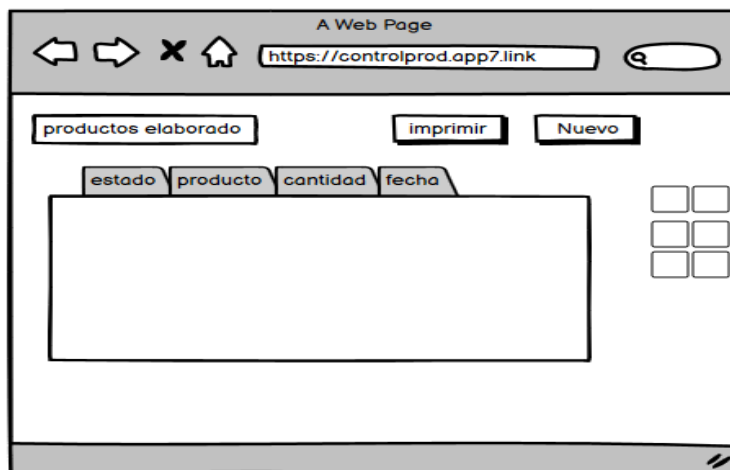 A Web Page
https://controlprod.app7.link
productos elaborado imprimir Nuevo
estado producto cantidad fecha